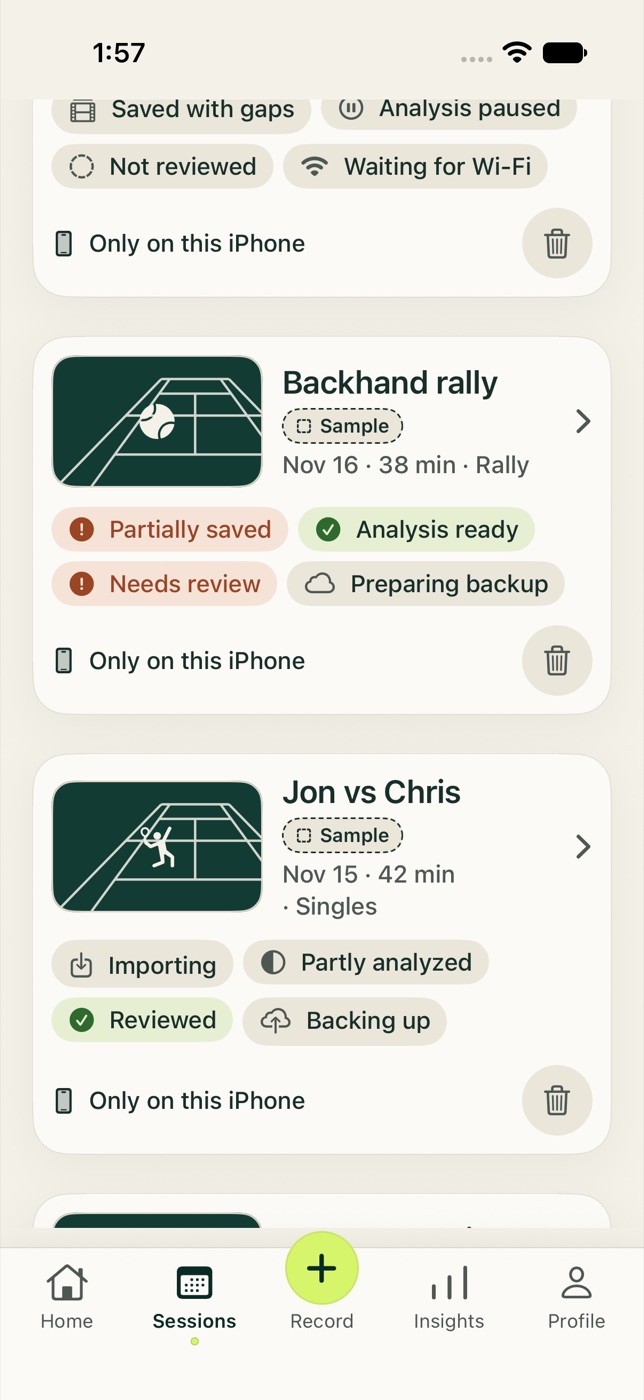 1:57
Saved with gaps
Analysis paused
Not reviewed
Waiting for Wi-Fi
Only on this iPhone
Backhand rally
Sample
Nov 16 · 38 min · Rally
Partially saved
Analysis ready
Needs review
Preparing backup
Only on this iPhone
Jon vs Chris
Sample
Nov 15 · 42 min
· Singles
Importing
Partly analyzed
Reviewed
Backing up
Only on this iPhone
Home
Sessions
Record
Insights
Profile